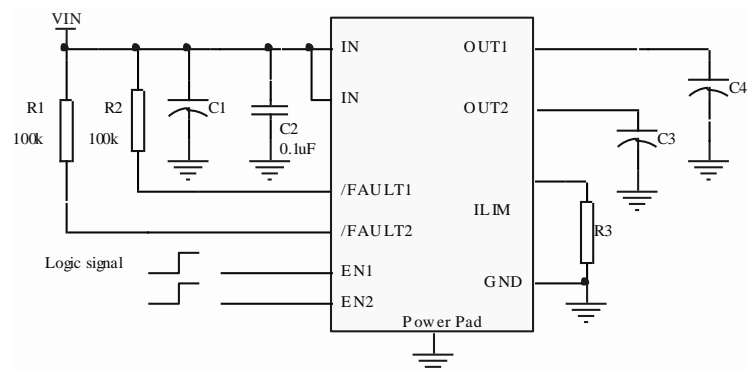 VIN
IN
OUT1
R1
R2
C1
C4
IN
OUT2
100k
100k
C2
0.1uF
C3
/FAULT1
ILIM
/FAULT2
R3
Logic signal
EN1
GND
EN2
Power Pad